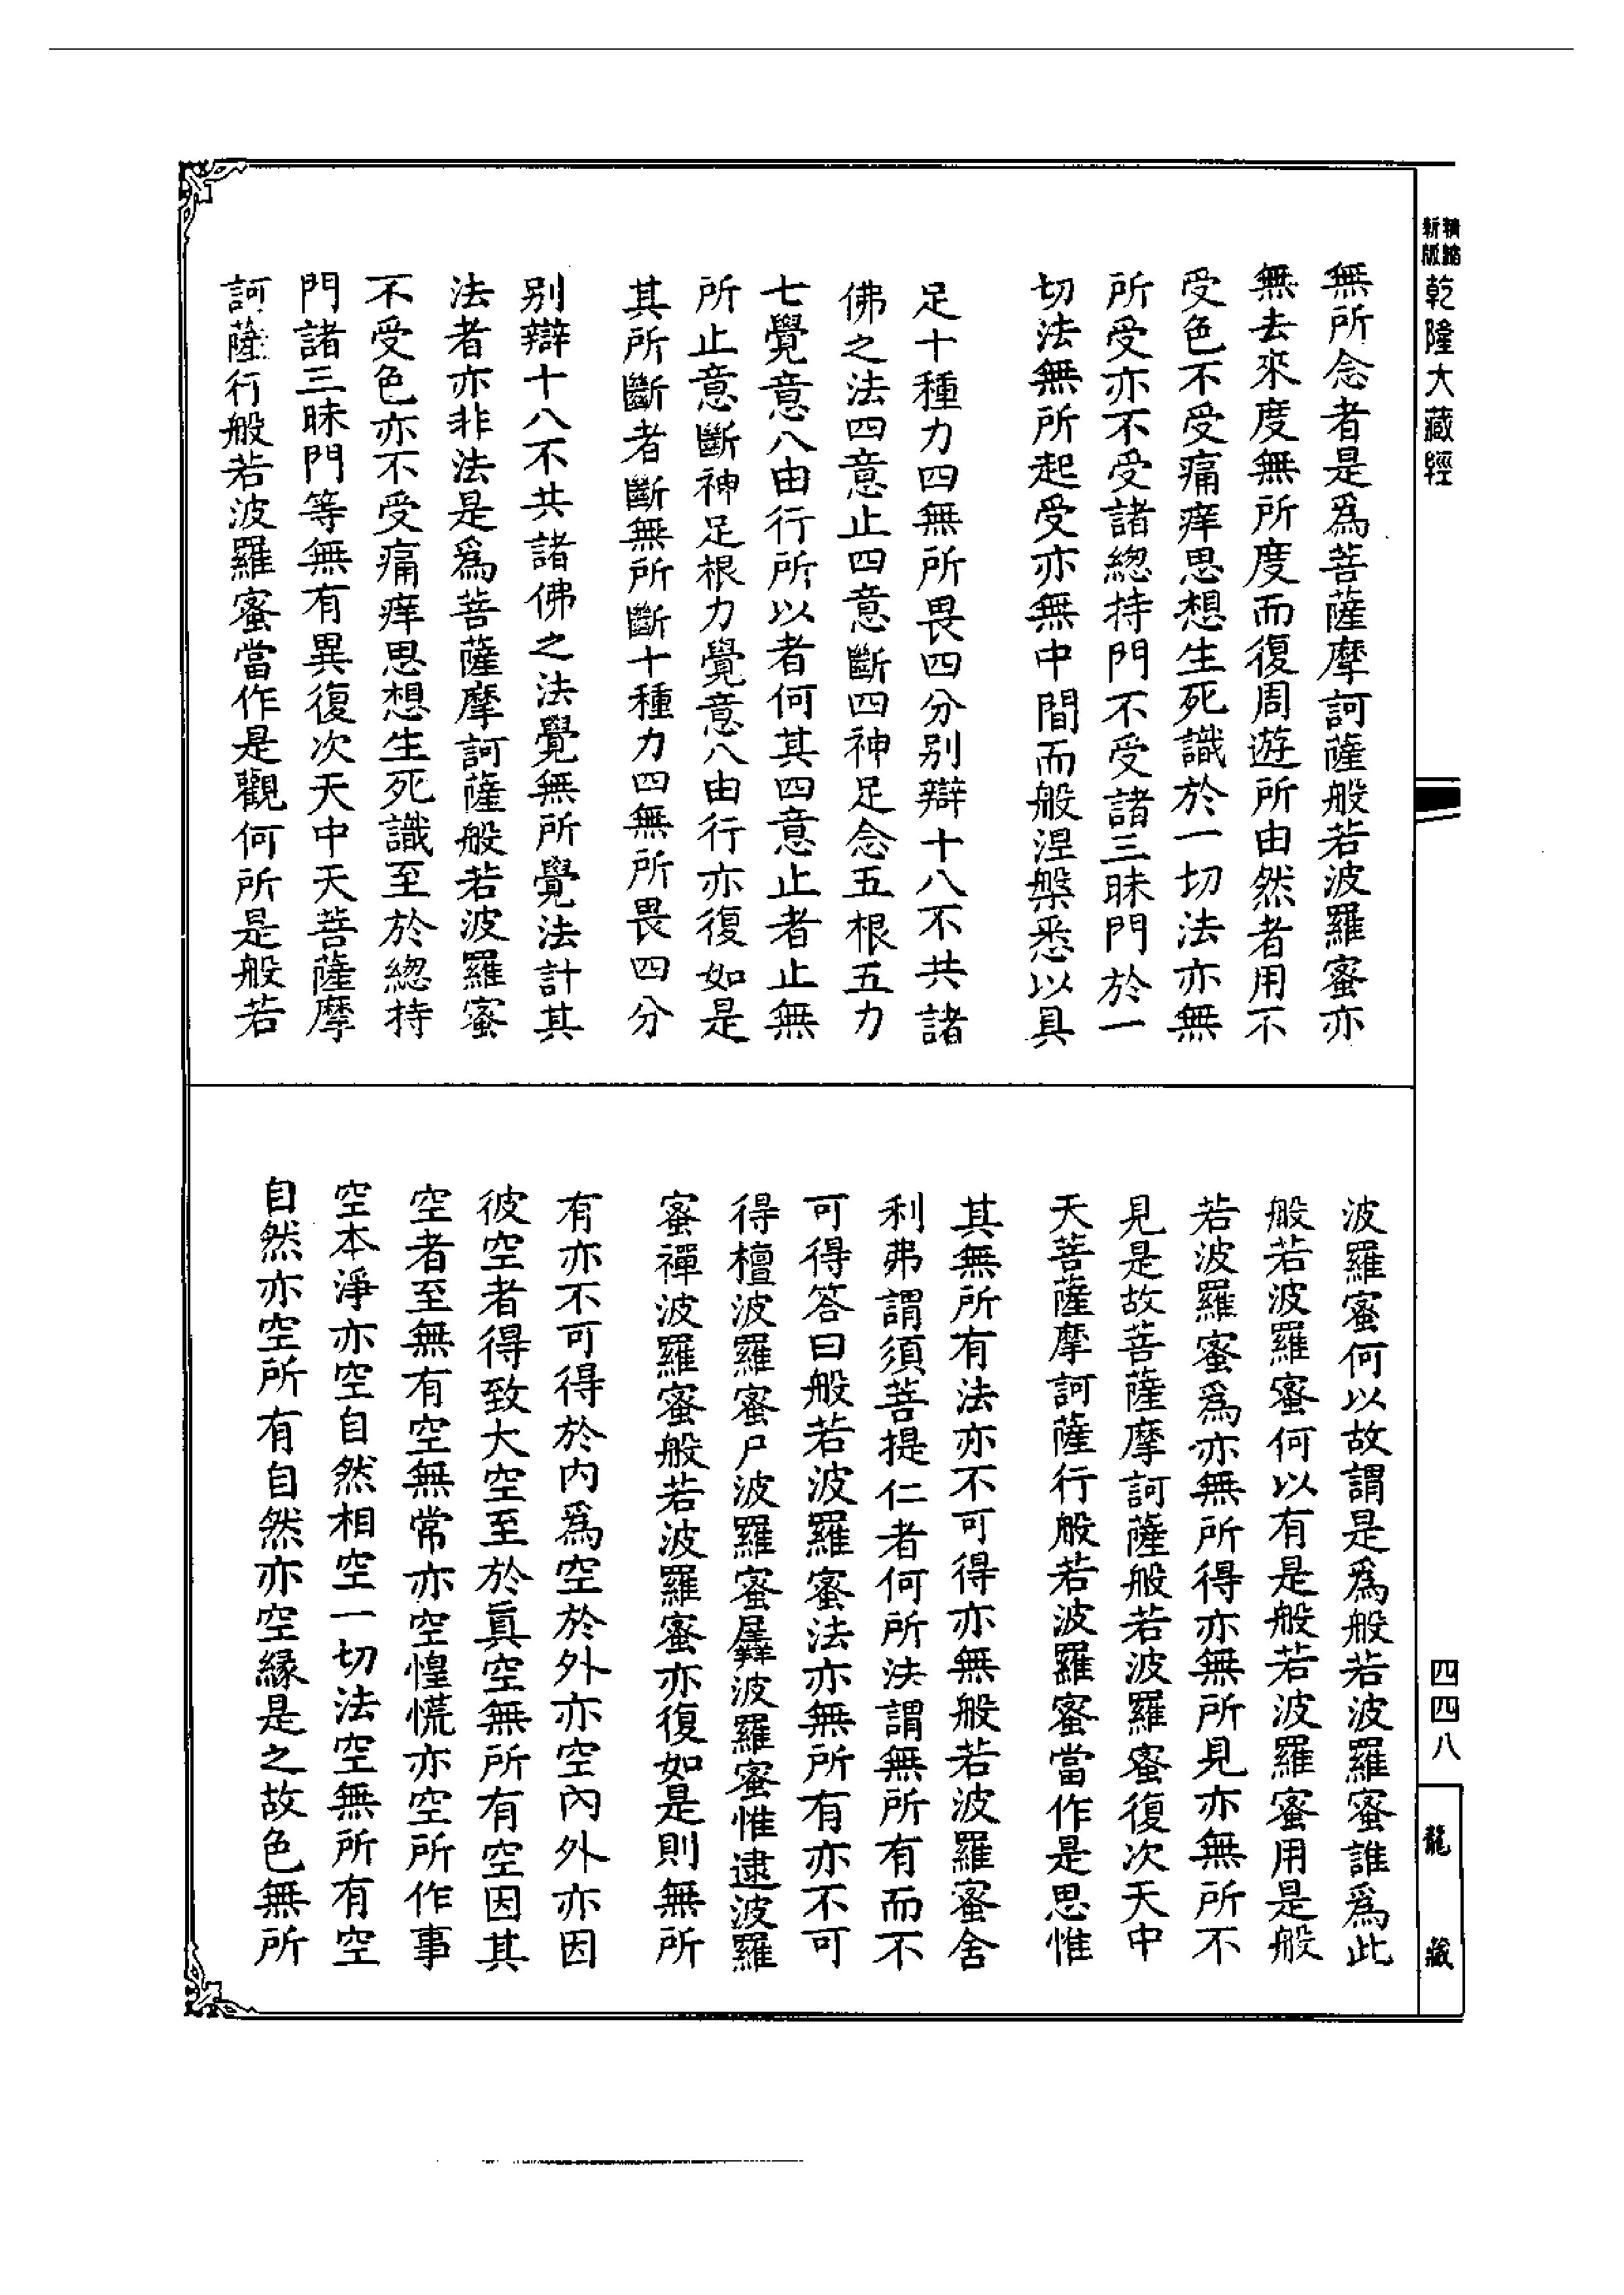 精縮
新版
乾隆大藏經
無所念者是爲菩薩摩訶薩般若波羅蜜亦
無去來度無所度而復周遊所由然者用不
受色不受痛痒思想生死識於一切法亦無
所受亦不受諸緫持門不受諸三昧門於一
切法無所起受亦無中間而般涅槃悉以具
足十種力四無所畏四分别辯十八不共諸
佛之法四意止四意斷四神足念五根五力
七覺意八由行所以者何其四意止者止無
所止意斷神足根力覺意八由行亦復如是
其所斷者斷無所斷十種力四無所畏四分
别辯十八不共諸佛之法覺無所覺法計其
法者亦非法是爲菩薩摩訶薩般若波羅蜜
不受色亦不受痛痒思想生死識至於緫持
門諸三昧門等無有異復次天中天菩薩摩
訶薩行般若波羅蜜當作是觀何所是般若
波羅蜜何以故謂是爲般若波羅蜜誰爲此
般若波羅蜜何以有是般若波羅蜜用是般
若波羅蜜爲亦無所得亦無所見亦無所不
見是故菩薩摩訶薩般若波羅蜜復次天中
天菩薩摩訶薩行般若波羅蜜當作是思惟
其無所有法亦不可得亦無般若波羅蜜舍
利弗謂須菩提仁者何所法謂無所有而不
可得答曰般若波羅蜜法亦無所有亦不可
得檀波羅蜜尸波羅蜜羼波羅蜜惟逮波羅
蜜禪波羅蜜般若波羅蜜亦復如是則無所
有亦不可得於内爲空於外亦空內外亦因
彼空者得致大空至於眞空無所有空因其
空者至無有空無常亦空惶慌亦空所作事
空本淨亦空自然相空一切法空無所有空
自然亦空所有自然亦空縁是之故色無所
四四八
龍
藏